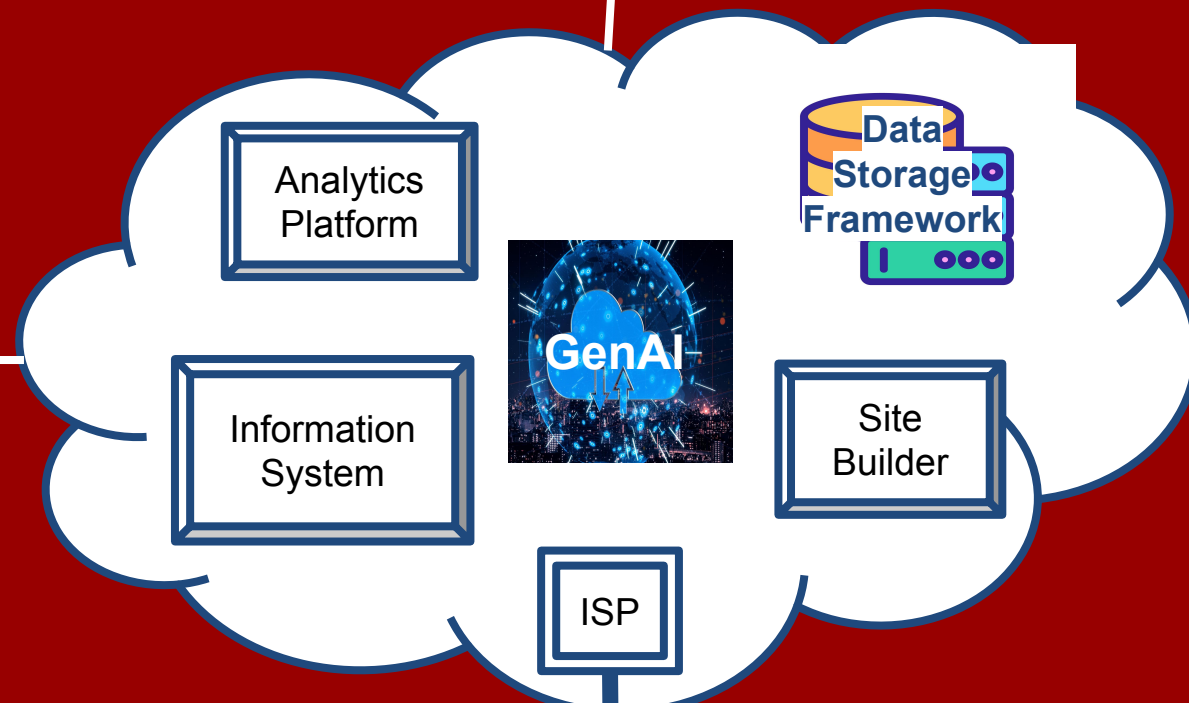 Analytics
Platform
Data
Storage
Framework
GenAI
Information
System
Site
Builder
ISP